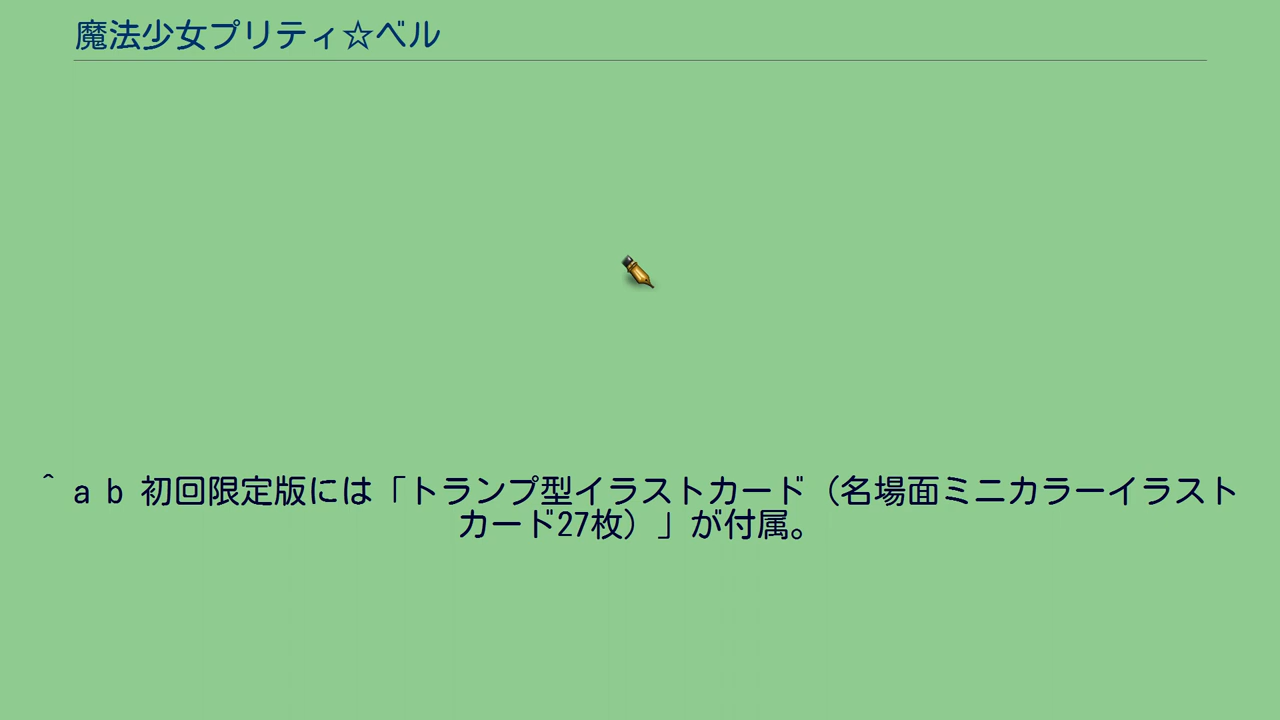 魔法少女プリティ☆ベル
^ a b 初回限定版には「トランプ型イラストカード（名場面ミニカラーイラスト
カード27枚）」が付属。